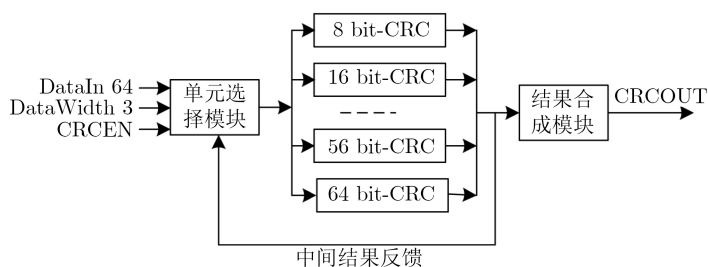 DataIn 64
DataWidth 3
CRCEN
单元选
择模块
8 bit-CRC
16 bit-CRC
56 bit-CRC
64 bit-CRC
结果合
成模块
CRCOUT
中间结果反馈